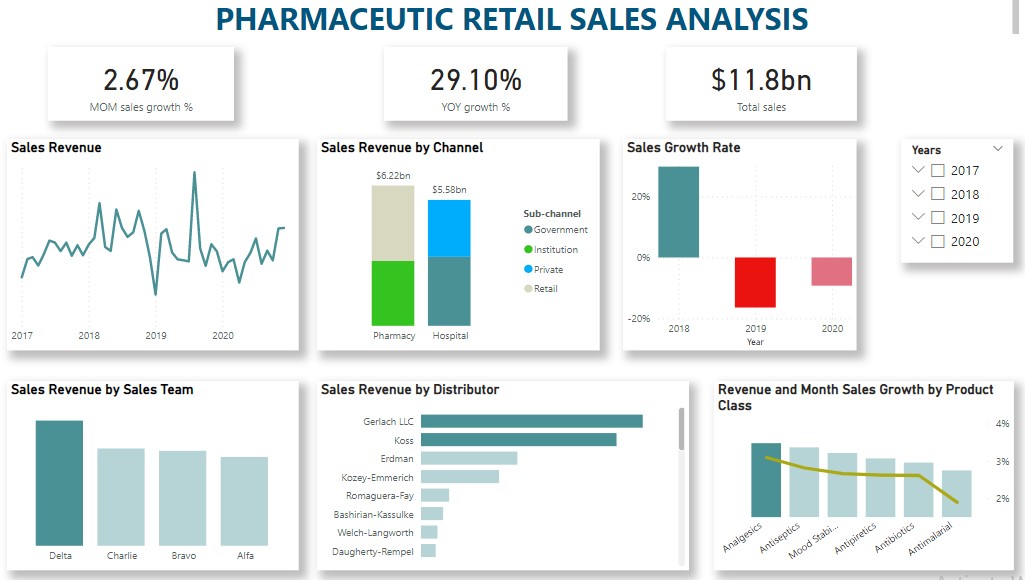 PHARMACEUTIC RETAIL SALES ANALYSIS
2.67%
MOM sales growth %
29.10%
YOY growth %
$11.8bn
Total sales
Sales Revenue
2017 2018 2019 2020
Sales Revenue by Channel
$6.22bn
$5.58bn
Pharmacy Hospital
Sub-channel
Government
Institution
Private
Retail
Sales Growth Rate
20%
0%
-20%
2018 2019 2020
Year
Years
2017
2018
2019
2020
Sales Revenue by Sales Team
Delta Charlie Bravo Alfa
Sales Revenue by Distributor
Gerlach LLC
Koss
Erdman
Kozey-Emmerich
Romaguera-Fay
Bashirian-Kassulke
Welch-Langworth
Daugherty-Rempel
Revenue and Month Sales Growth by Product
Class
4%
3%
2%
Analgesics Antiseptics Mood Stabi... Antipiretics Antibiotics Antimalarial